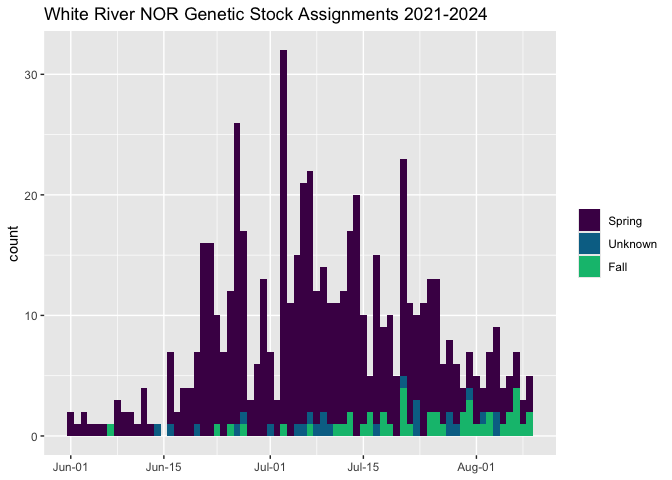 White River NOR Genetic Stock Assignments 2021-2024
30
20
10
0
count
Jun-01
Jun-15
Jul-01
Jul-15
Aug-01
Spring
Unknown
Fall